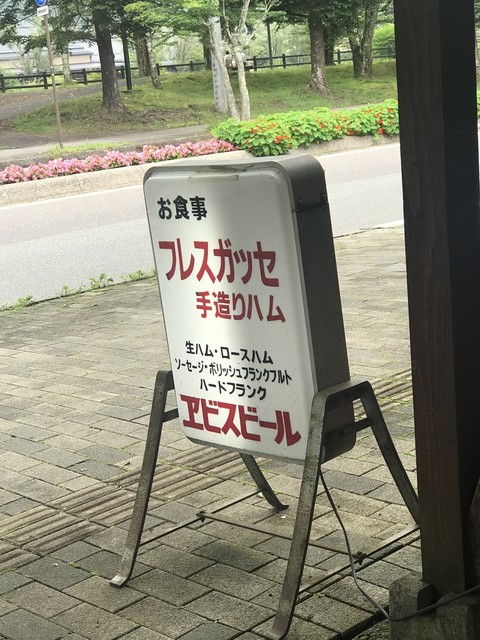 お食事
フレスガッセ
手造りハム
生ハム・ロースハム
ソーセージ・ポリッシュフランクフルト
ハードフランク
ヱビスビール